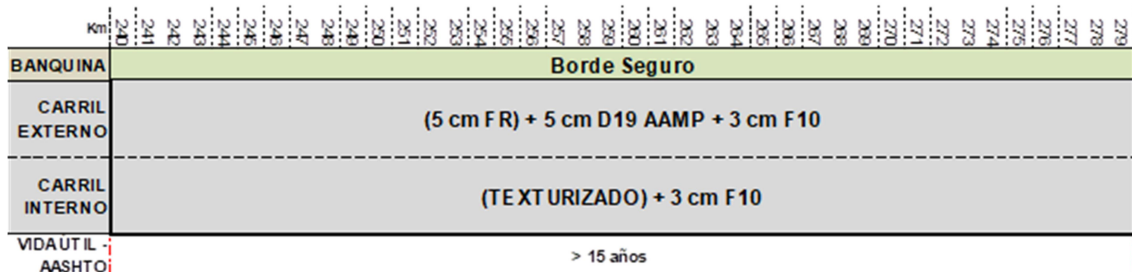 Km 240 241 242 243 244 245 246 247 248 249 250 251 252 253 254 255 256 257 258 259 260 261 262 263 264 265 266 267 268 269 270 271 272 273 274 275 276 277 278 279
BANQUINA Borde Seguro
CARRIL
EXTERNO
(5 cm FR) + 5 cm D19 AAMP + 3 cm F10
CARRIL
INTERNO
(TEXTURIZADO) + 3 cm F10
VIDA ÚTIL -
AASHTO
> 15 años